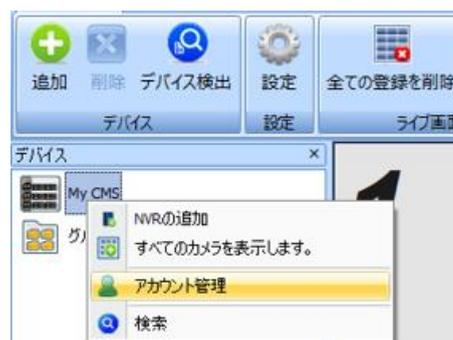 追加 削除 デバイス検出 設定 全ての登録を削除
デバイス 設定 ライブ画面
デバイス
My CMS
グル
NVRの追加
すべてのカメラを表示します。
アカウント管理
検索